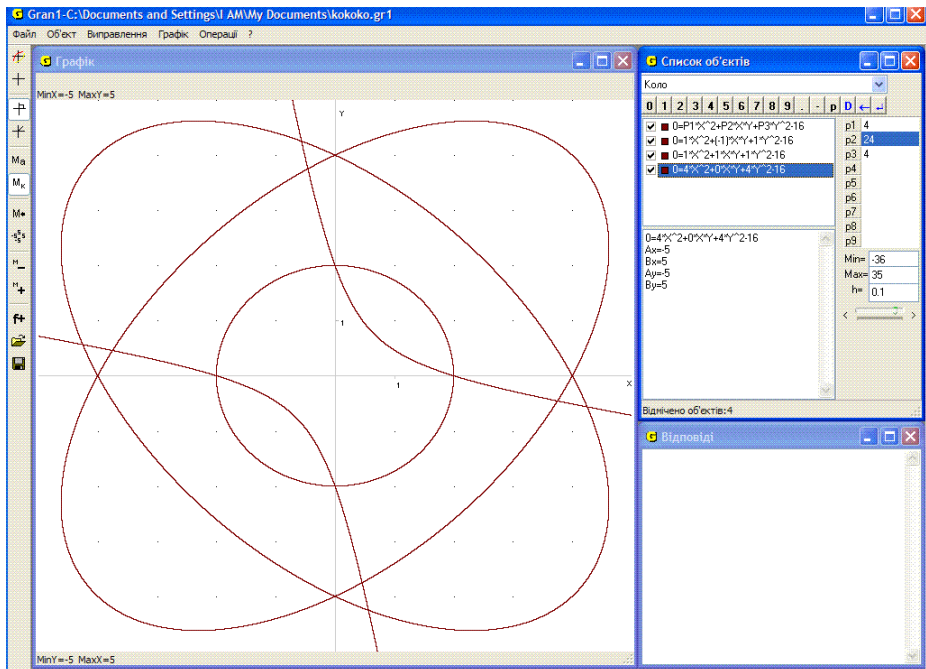 Gran1-C:\Documents and Settings\I AM\My Documents\kokoko.gr1
Файл Об'єкт Виправлення Графік Операції ?
Графік
MinX=-5 MaxY=5
Y
1
1
X
MinY=-5 MaxX=5
Ма
Мк
М
М
М
f+
Список об'єктів
Коло
0 1 2 3 4 5 6 7 8 9 . - p D ← ↲
0=P1*X^2+P2*X*Y+P3*Y^2-16
0=1*X^2+(-1)*X*Y+1*Y^2-16
0=1*X^2+1*X*Y+1*Y^2-16
0=4*X^2+0*X*Y+4*Y^2-16
p1 4
p2 24
p3 4
p4
p5
p6
p7
p8
p9
0=4*X^2+0*X*Y+4*Y^2-16
Ax=-5
Bx=5
Ay=-5
By=5
Min= -36
Max= 35
h= 0.1
Відмічено об'єктів:4
Відповіді